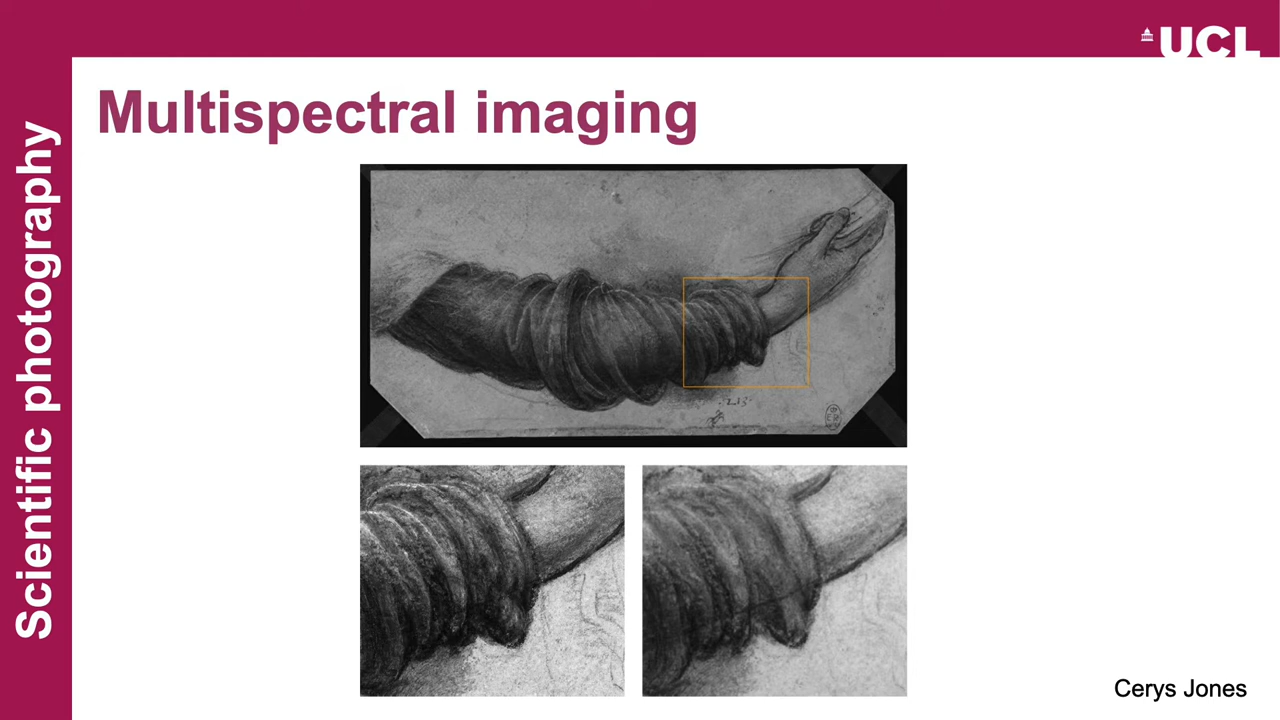 UCL
Multispectral imaging
Scientific photography
Cerys Jones